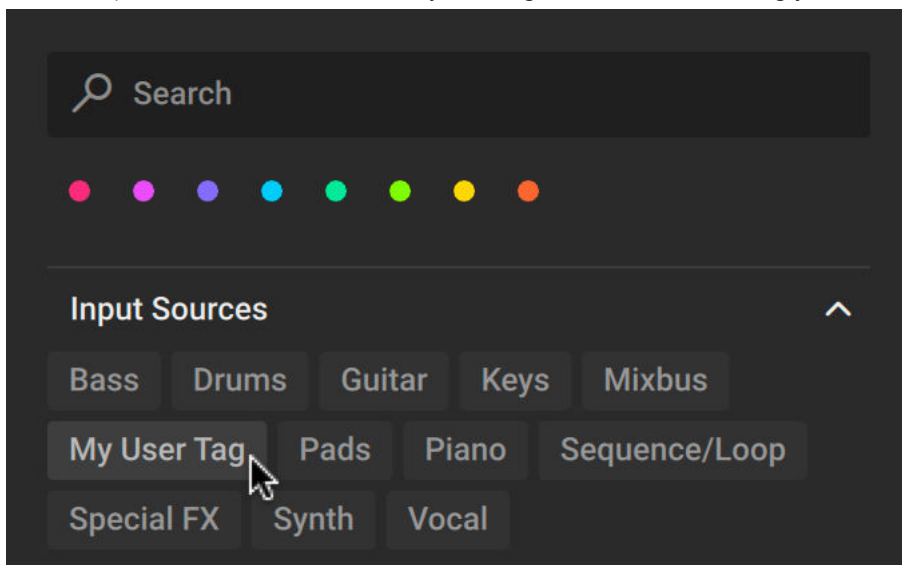 Search
Input Sources
Bass Drums Guitar Keys Mixbus
My User Tag Pads Piano Sequence/Loop
Special FX Synth Vocal